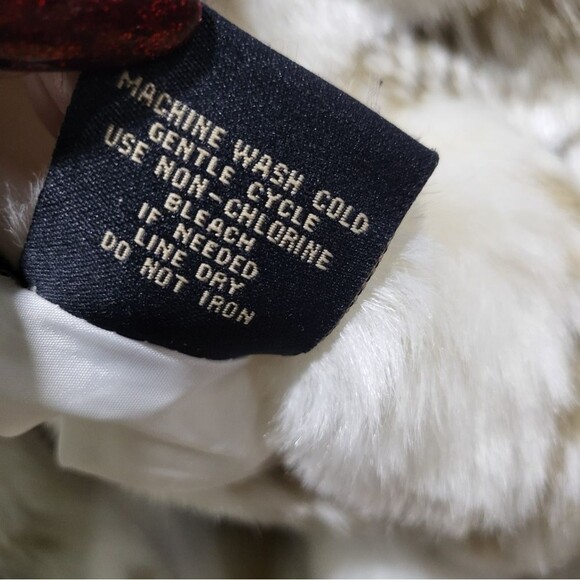 MACHINE WASH COLD
GENTLE CYCLE
USE NON-CHLORINE
BLEACH
IF NEEDED
LINE DRY
DO NOT IRON